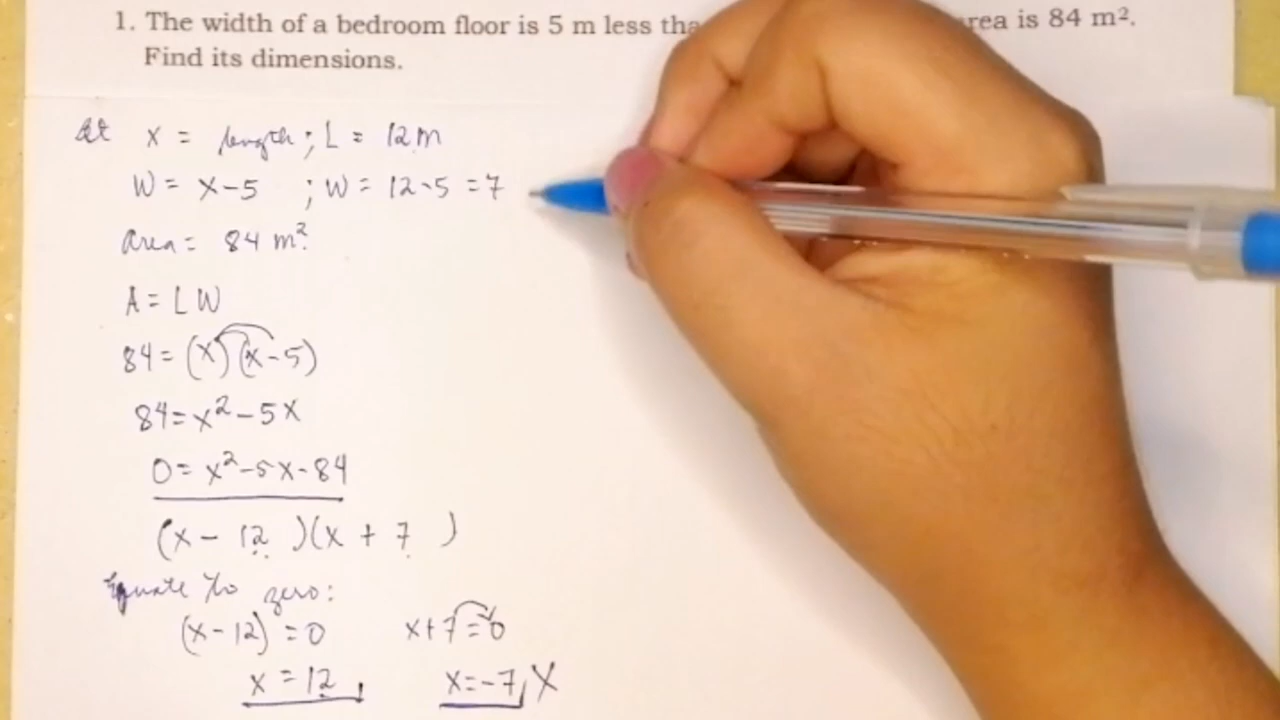 1. The width of a bedroom floor is 5 m less tha rea is 84 m².
Find its dimensions.
let x = length ; L = 12m
W = x-5 ; W = 12-5 = 7
Area = 84 m².
A = LW
84 = (x)(x-5)
84 = x² - 5x
0 = x² - 5x - 84
(x - 12 )(x + 7 )
Equate to zero:
(x - 12) = 0 x + 7 = 0
x = 12 x = -7 X